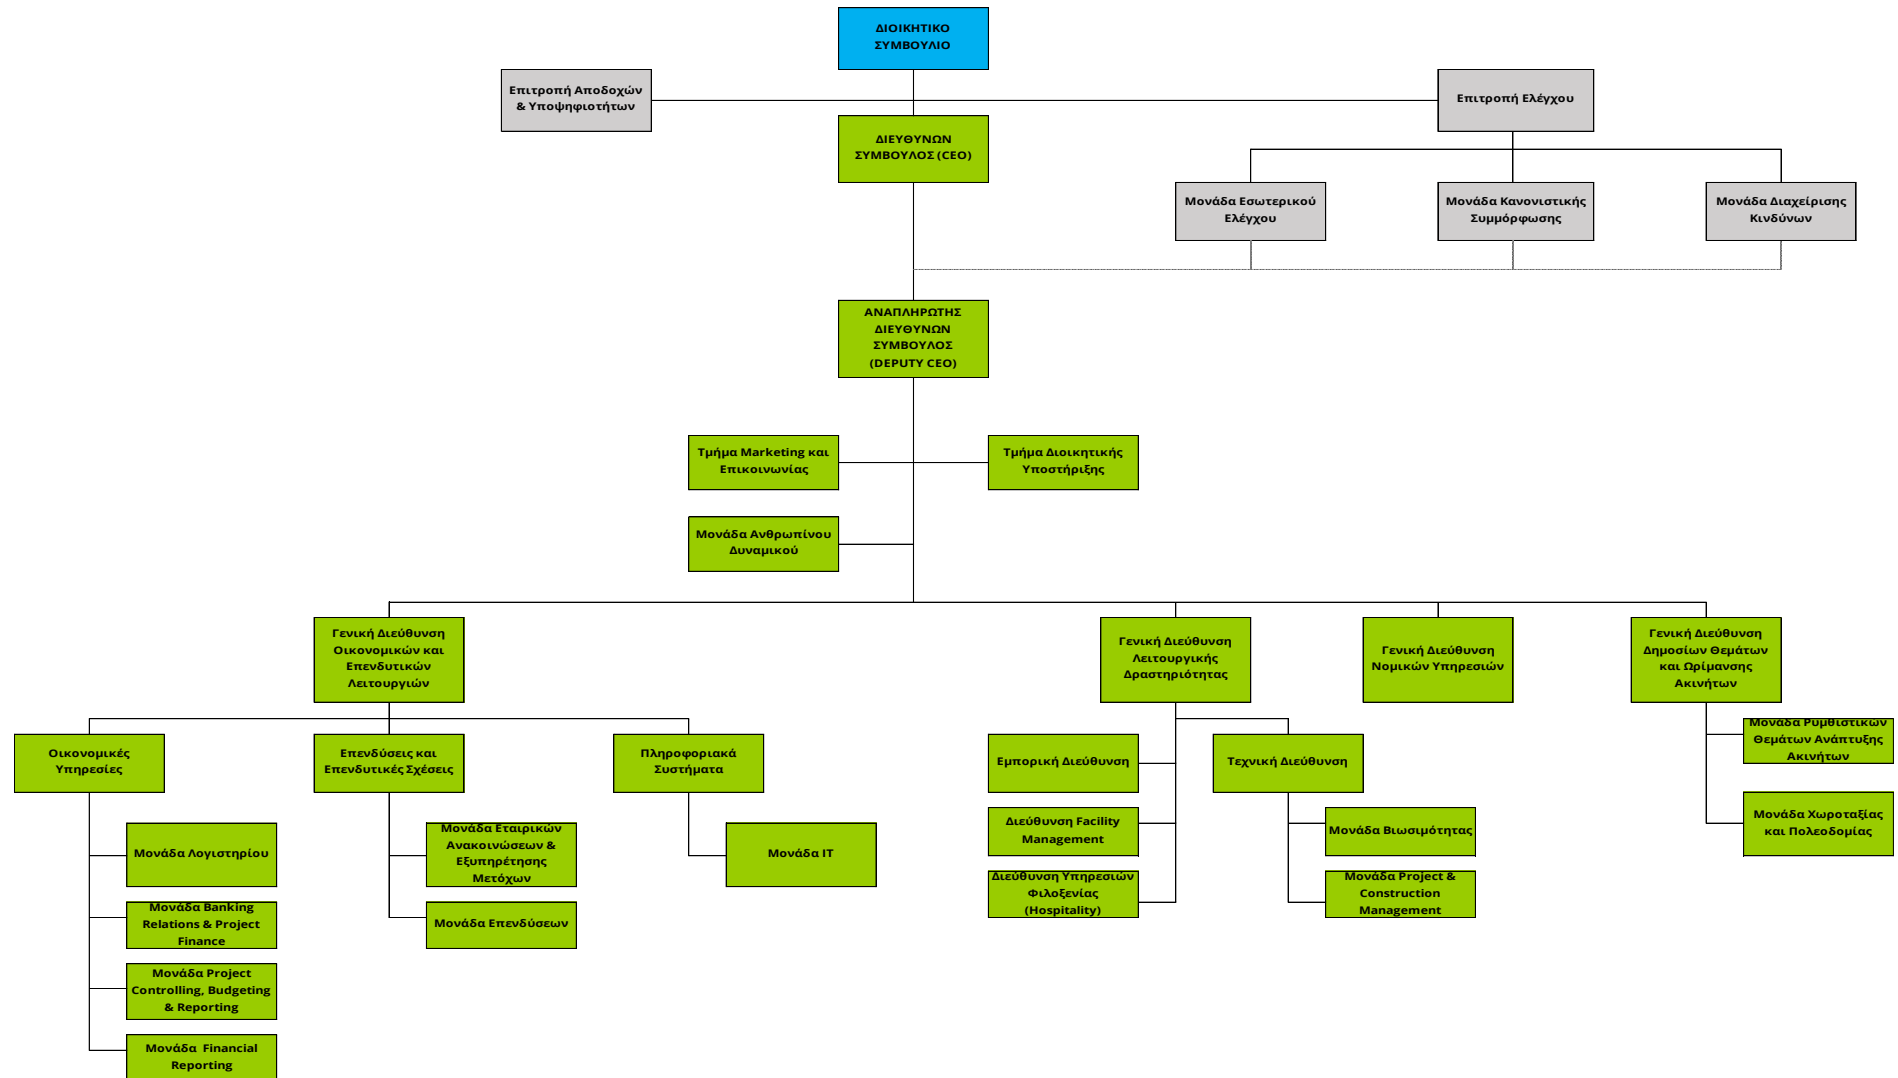 ΔΙΟΙΚΗΤΙΚΟ
ΣΥΜΒΟΥΛΙΟ
Επιτροπή Αποδοχών
& Υποψηφιοτήτων
Επιτροπή Ελέγχου
ΔΙΕΥΘΥΝΩΝ
ΣΥΜΒΟΥΛΟΣ (CEO)
Μονάδα Εσωτερικού
Ελέγχου
Μονάδα Κανονιστικής
Συμμόρφωσης
Μονάδα Διαχείρισης
Κινδύνων
ΑΝΑΠΛΗΡΩΤΗΣ
ΔΙΕΥΘΥΝΩΝ
ΣΥΜΒΟΥΛΟΣ
(DEPUTY CEO)
Τμήμα Marketing και
Επικοινωνίας
Τμήμα Διοικητικής
Υποστήριξης
Μονάδα Ανθρωπίνου
Δυναμικού
Γενική Διεύθυνση
Οικονομικών και
Επενδυτικών
Λειτουργιών
Γενική Διεύθυνση
Λειτουργικής
Δραστηριότητας
Γενική Διεύθυνση
Νομικών Υπηρεσιών
Γενική Διεύθυνση
Δημοσίων Θεμάτων
και Ωρίμανσης
Ακινήτων
Οικονομικές
Υπηρεσίες
Επενδύσεις και
Επενδυτικές Σχέσεις
Πληροφοριακά
Συστήματα
Εμπορική Διεύθυνση
Τεχνική Διεύθυνση
Μονάδα Ρυμθιστικών
Θεμάτων Ανάπτυξης
Ακινήτων
Μονάδα Λογιστηρίου
Μονάδα Εταιρικών
Ανακοινώσεων &
Εξυπηρέτησης
Μετόχων
Μονάδα IT
Διεύθυνση Facility
Management
Μονάδα Βιωσιμότητας
Μονάδα Χωροταξίας
και Πολεοδομίας
Μονάδα Banking
Relations & Project
Finance
Μονάδα Επενδύσεων
Διεύθυνση Υπηρεσιών
Φιλοξενίας
(Hospitality)
Μονάδα Project &
Construction
Management
Μονάδα Project
Controlling, Budgeting
& Reporting
Μονάδα Financial
Reporting